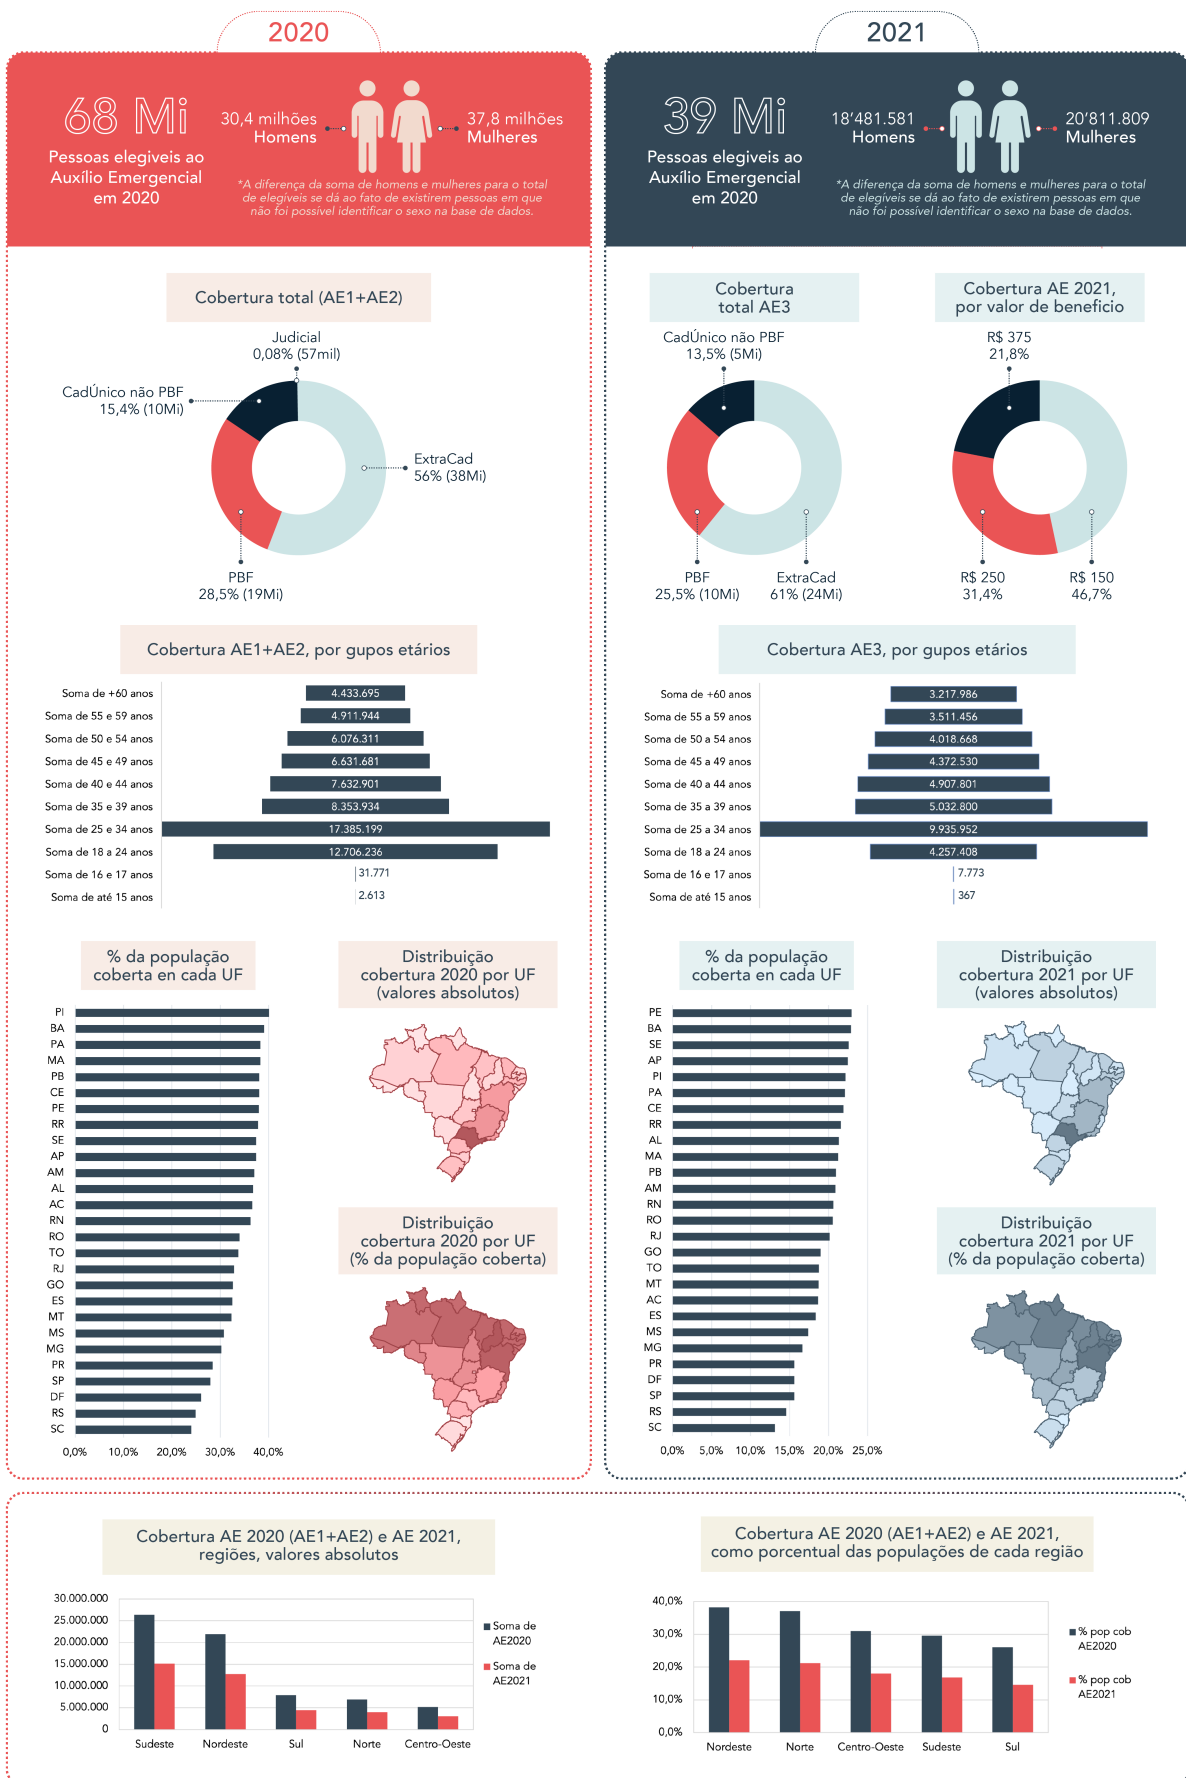 2020
68 Mi
Pessoas elegiveis ao
Auxílio Emergencial
em 2020
30,4 milhões
Homens
37,8 milhões
Mulheres
*A diferença da soma de homens e mulheres para o total
de elegíveis se dá ao fato de existirem pessoas em que
não foi possível identificar o sexo na base de dados.
Cobertura total (AE1+AE2)
Judicial
0,08% (57mil)
CadÚnico não PBF
15,4% (10Mi)
ExtraCad
56% (38Mi)
PBF
28,5% (19Mi)
Cobertura AE1+AE2, por gupos etários
Soma de +60 anos 4.433.695
Soma de 55 e 59 anos 4.911.944
Soma de 50 e 54 anos 6.076.311
Soma de 45 e 49 anos 6.631.681
Soma de 40 e 44 anos 7.632.901
Soma de 35 e 39 anos 8.353.934
Soma de 25 e 34 anos 17.385.199
Soma de 18 a 24 anos 12.706.236
Soma de 16 e 17 anos 31.771
Soma de até 15 anos 2.613
% da população
coberta en cada UF
PI
BA
PA
MA
PB
CE
PE
RR
SE
AP
AM
AL
AC
RN
RO
TO
RJ
GO
ES
MT
MS
MG
PR
SP
DF
RS
SC
0,0% 10,0% 20,0% 30,0% 40,0%
Distribuição
cobertura 2020 por UF
(valores absolutos)
Distribuição
cobertura 2020 por UF
(% da população coberta)
2021
39 Mi
Pessoas elegiveis ao
Auxílio Emergencial
em 2020
18'481.581
Homens
20'811.809
Mulheres
*A diferença da soma de homens e mulheres para o total
de elegíveis se dá ao fato de existirem pessoas em que
não foi possível identificar o sexo na base de dados.
Cobertura
total AE3
CadÚnico não PBF
13,5% (5Mi)
PBF
25,5% (10Mi)
ExtraCad
61% (24Mi)
Cobertura AE 2021,
por valor de beneficio
R$ 375
21,8%
R$ 250
31,4%
R$ 150
46,7%
Cobertura AE3, por gupos etários
Soma de +60 anos 3.217.986
Soma de 55 a 59 anos 3.511.456
Soma de 50 a 54 anos 4.018.668
Soma de 45 a 49 anos 4.372.530
Soma de 40 a 44 anos 4.907.801
Soma de 35 a 39 anos 5.032.800
Soma de 25 a 34 anos 9.935.952
Soma de 18 a 24 anos 4.257.408
Soma de 16 e 17 anos 7.773
Soma de até 15 anos 367
% da população
coberta en cada UF
PE
BA
SE
AP
PI
PA
CE
RR
AL
MA
PB
AM
RN
RO
RJ
GO
TO
MT
AC
ES
MS
MG
PR
DF
SP
RS
SC
0,0% 5,0% 10,0% 15,0% 20,0% 25,0%
Distribuição
cobertura 2021 por UF
(valores absolutos)
Distribuição
cobertura 2021 por UF
(% da população coberta)
Cobertura AE 2020 (AE1+AE2) e AE 2021,
regiões, valores absolutos
30.000.000
25.000.000
20.000.000
15.000.000
10.000.000
5.000.000
0
Sudeste Nordeste Sul Norte Centro-Oeste
Soma de
AE2020
Soma de
AE2021
Cobertura AE 2020 (AE1+AE2) e AE 2021,
como porcentual das populações de cada região
40,0%
30,0%
20,0%
10,0%
0,0%
Nordeste Norte Centro-Oeste Sudeste Sul
% pop cob
AE2020
% pop cob
AE2021